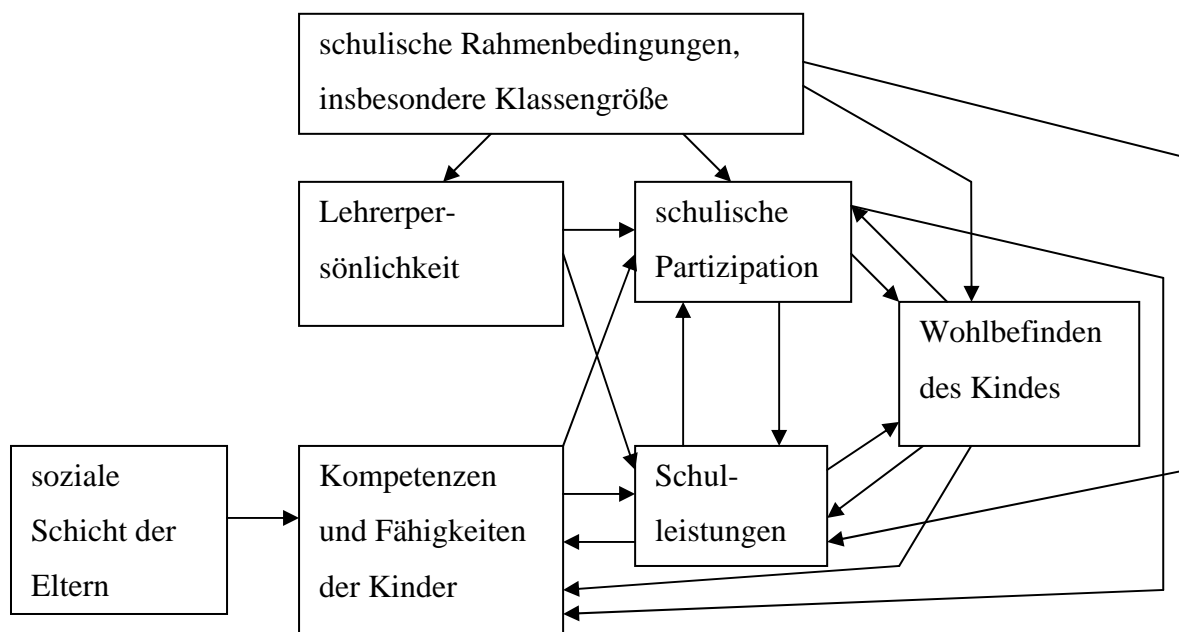 schulische Rahmenbedingungen,
insbesondere Klassengröße
Lehrerper-
sönlichkeit
schulische
Partizipation
Wohlbefinden
des Kindes
soziale
Schicht der
Eltern
Kompetenzen
und Fähigkeiten
der Kinder
Schul-
leistungen